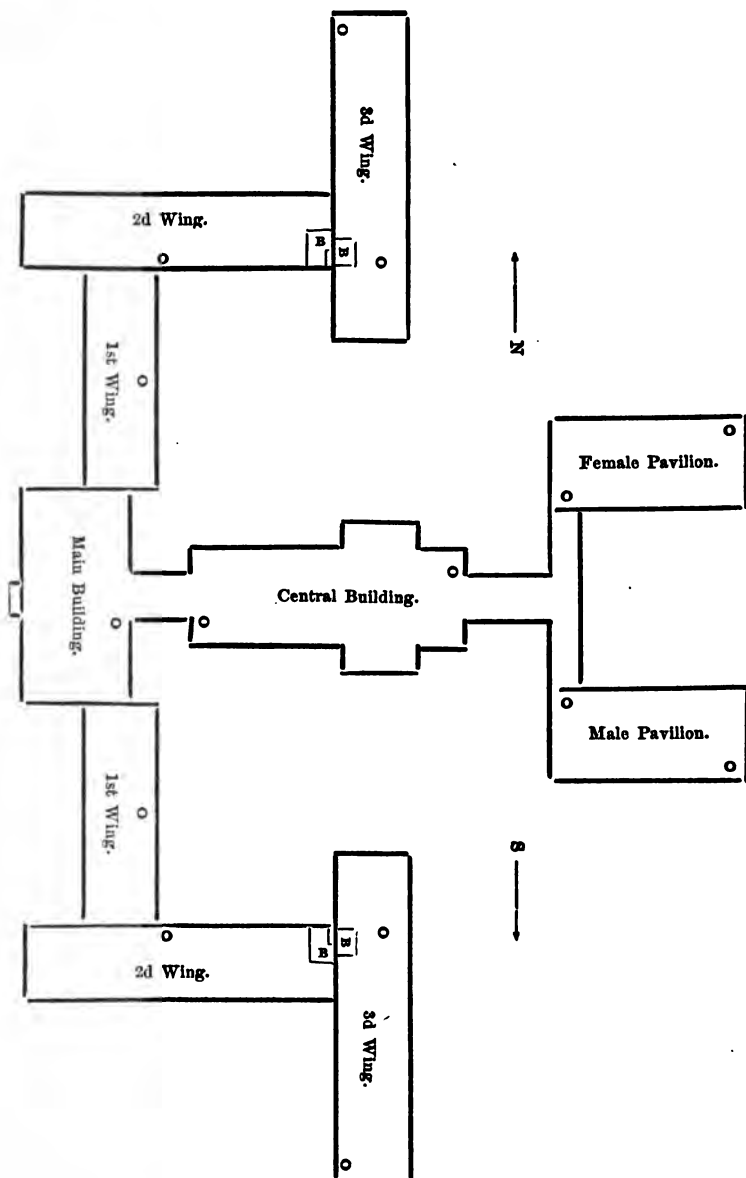 3d Wing.
2d Wing.
B
B
N
1st Wing.
Female Pavilion.
Main Building.
Central Building.
Male Pavilion.
1st Wing.
S
B
B
2d Wing.
3d Wing.